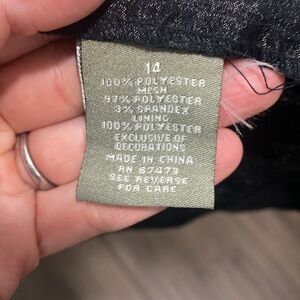 14
100% POLYESTER
MESH
97% POLYESTER
3% SPANDEX
LINING
100% POLYESTER
EXCLUSIVE OF
DECORATIONS
MADE IN CHINA
RN 67473
SEE REVERSE
FOR CARE